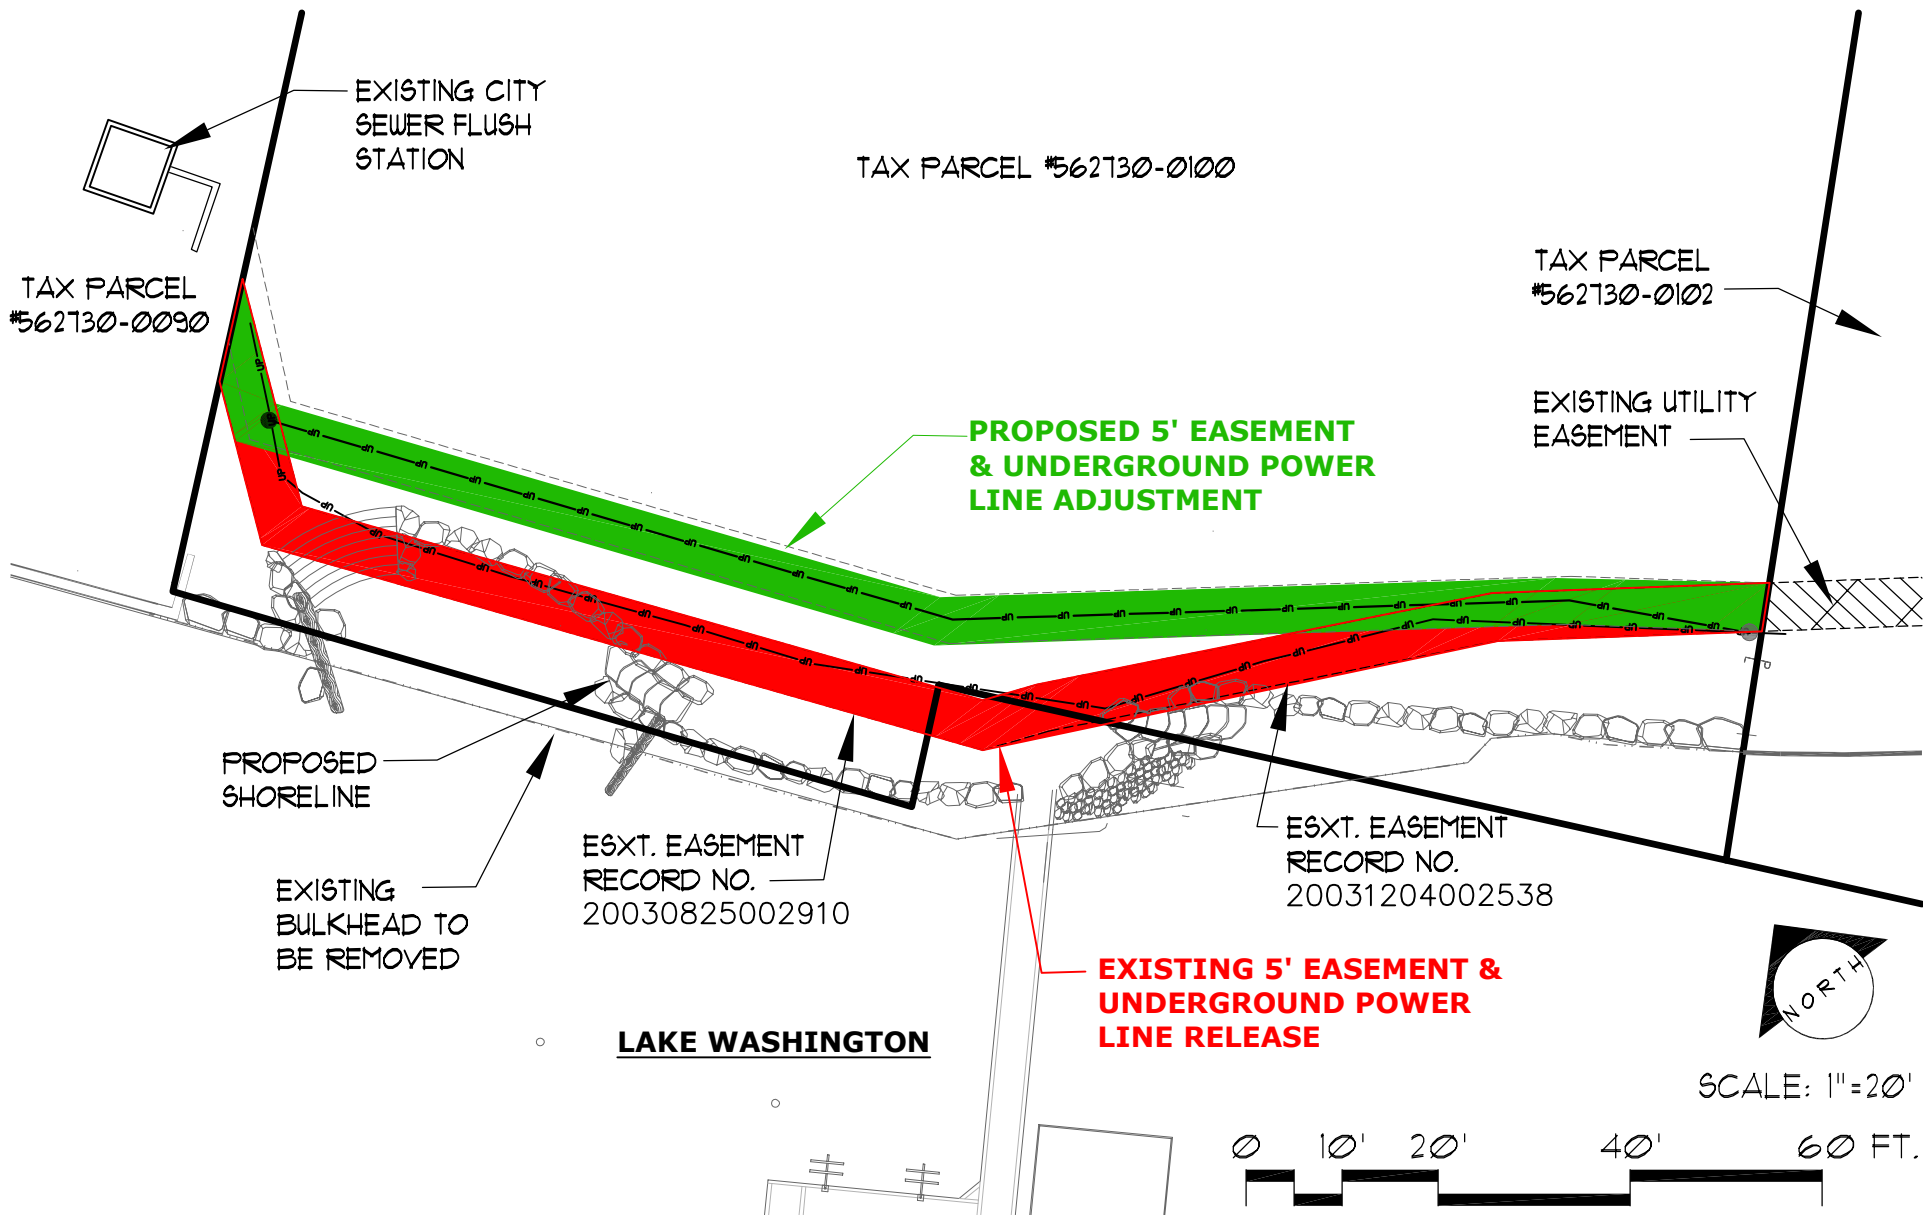 EXISTING CITY
SEWER FLUSH
STATION
TAX PARCEL #562730-0100
TAX PARCEL
#562730-0102
TAX PARCEL
#562730-0090
EXISTING UTILITY
EASEMENT
PROPOSED 5' EASEMENT
& UNDERGROUND POWER
LINE ADJUSTMENT
PROPOSED
SHORELINE
EXISTING
BULKHEAD TO
BE REMOVED
ESXT. EASEMENT
RECORD NO.
20030825002910
ESXT. EASEMENT
RECORD NO.
20031204002538
EXISTING 5' EASEMENT &
UNDERGROUND POWER
LINE RELEASE
LAKE WASHINGTON
NORTH
SCALE: 1"=20'
0 10' 20' 40' 60 FT.